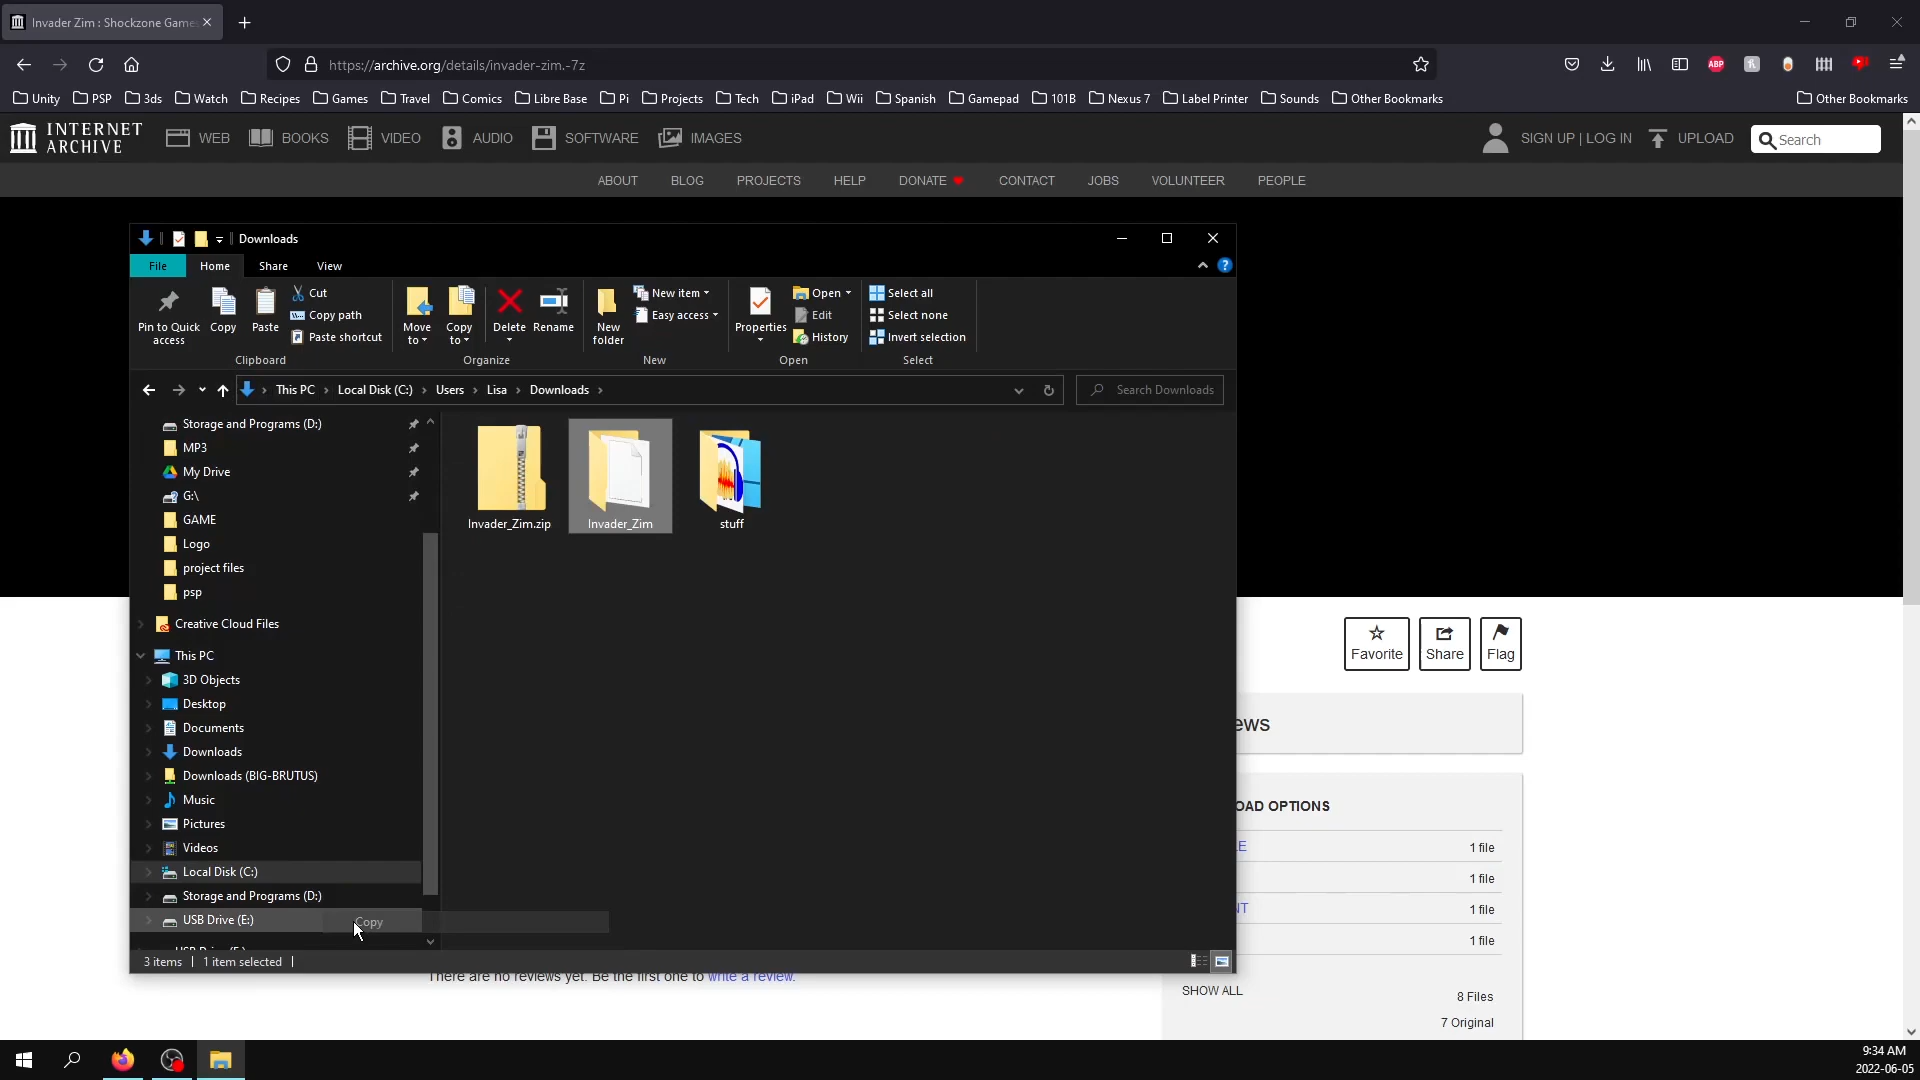 Invader Zim : Shockzone Game
https://archive.org/details/invader-zim.-7z
ABP
Unity PSP 3ds Watch Recipes Games Travel Comics Libre Base Pi Projects Tech iPad Wii Spanish Gamepad 101B Nexus 7 Label Printer Sounds Other Bookmarks Other Bookmarks
INTERNET ARCHIVE WEB BOOKS VIDEO AUDIO SOFTWARE IMAGES SIGN UP | LOG IN UPLOAD Search
ABOUT BLOG PROJECTS HELP DONATE CONTACT JOBS VOLUNTEER PEOPLE
Downloads
File Home Share View
Pin to Quick access
Copy
Paste
Cut
Copy path
Paste shortcut
Clipboard
Move to
Copy to
Delete
Rename
Organize
New folder
New item
Easy access
New
Properties
Open
Edit
History
Open
Select all
Select none
Invert selection
Select
This PC Local Disk (C:) Users Lisa Downloads
Search Downloads
Storage and Programs (D:)
MP3
My Drive
G:\
GAME
Logo
project files
psp
Creative Cloud Files
This PC
3D Objects
Desktop
Documents
Downloads
Downloads (BIG-BRUTUS)
Music
Pictures
Videos
Local Disk (C:)
Storage and Programs (D:)
USB Drive (E:)
Copy
Invader_Zim.zip
Invader_Zim
stuff
3 items 1 item selected
There are no reviews yet. Be the first one to write a review.
Favorite
Share
Flag
ews
OAD OPTIONS
LE 1 file
1 file
NT 1 file
1 file
SHOW ALL 8 Files
7 Original
9:34 AM
2022-06-05